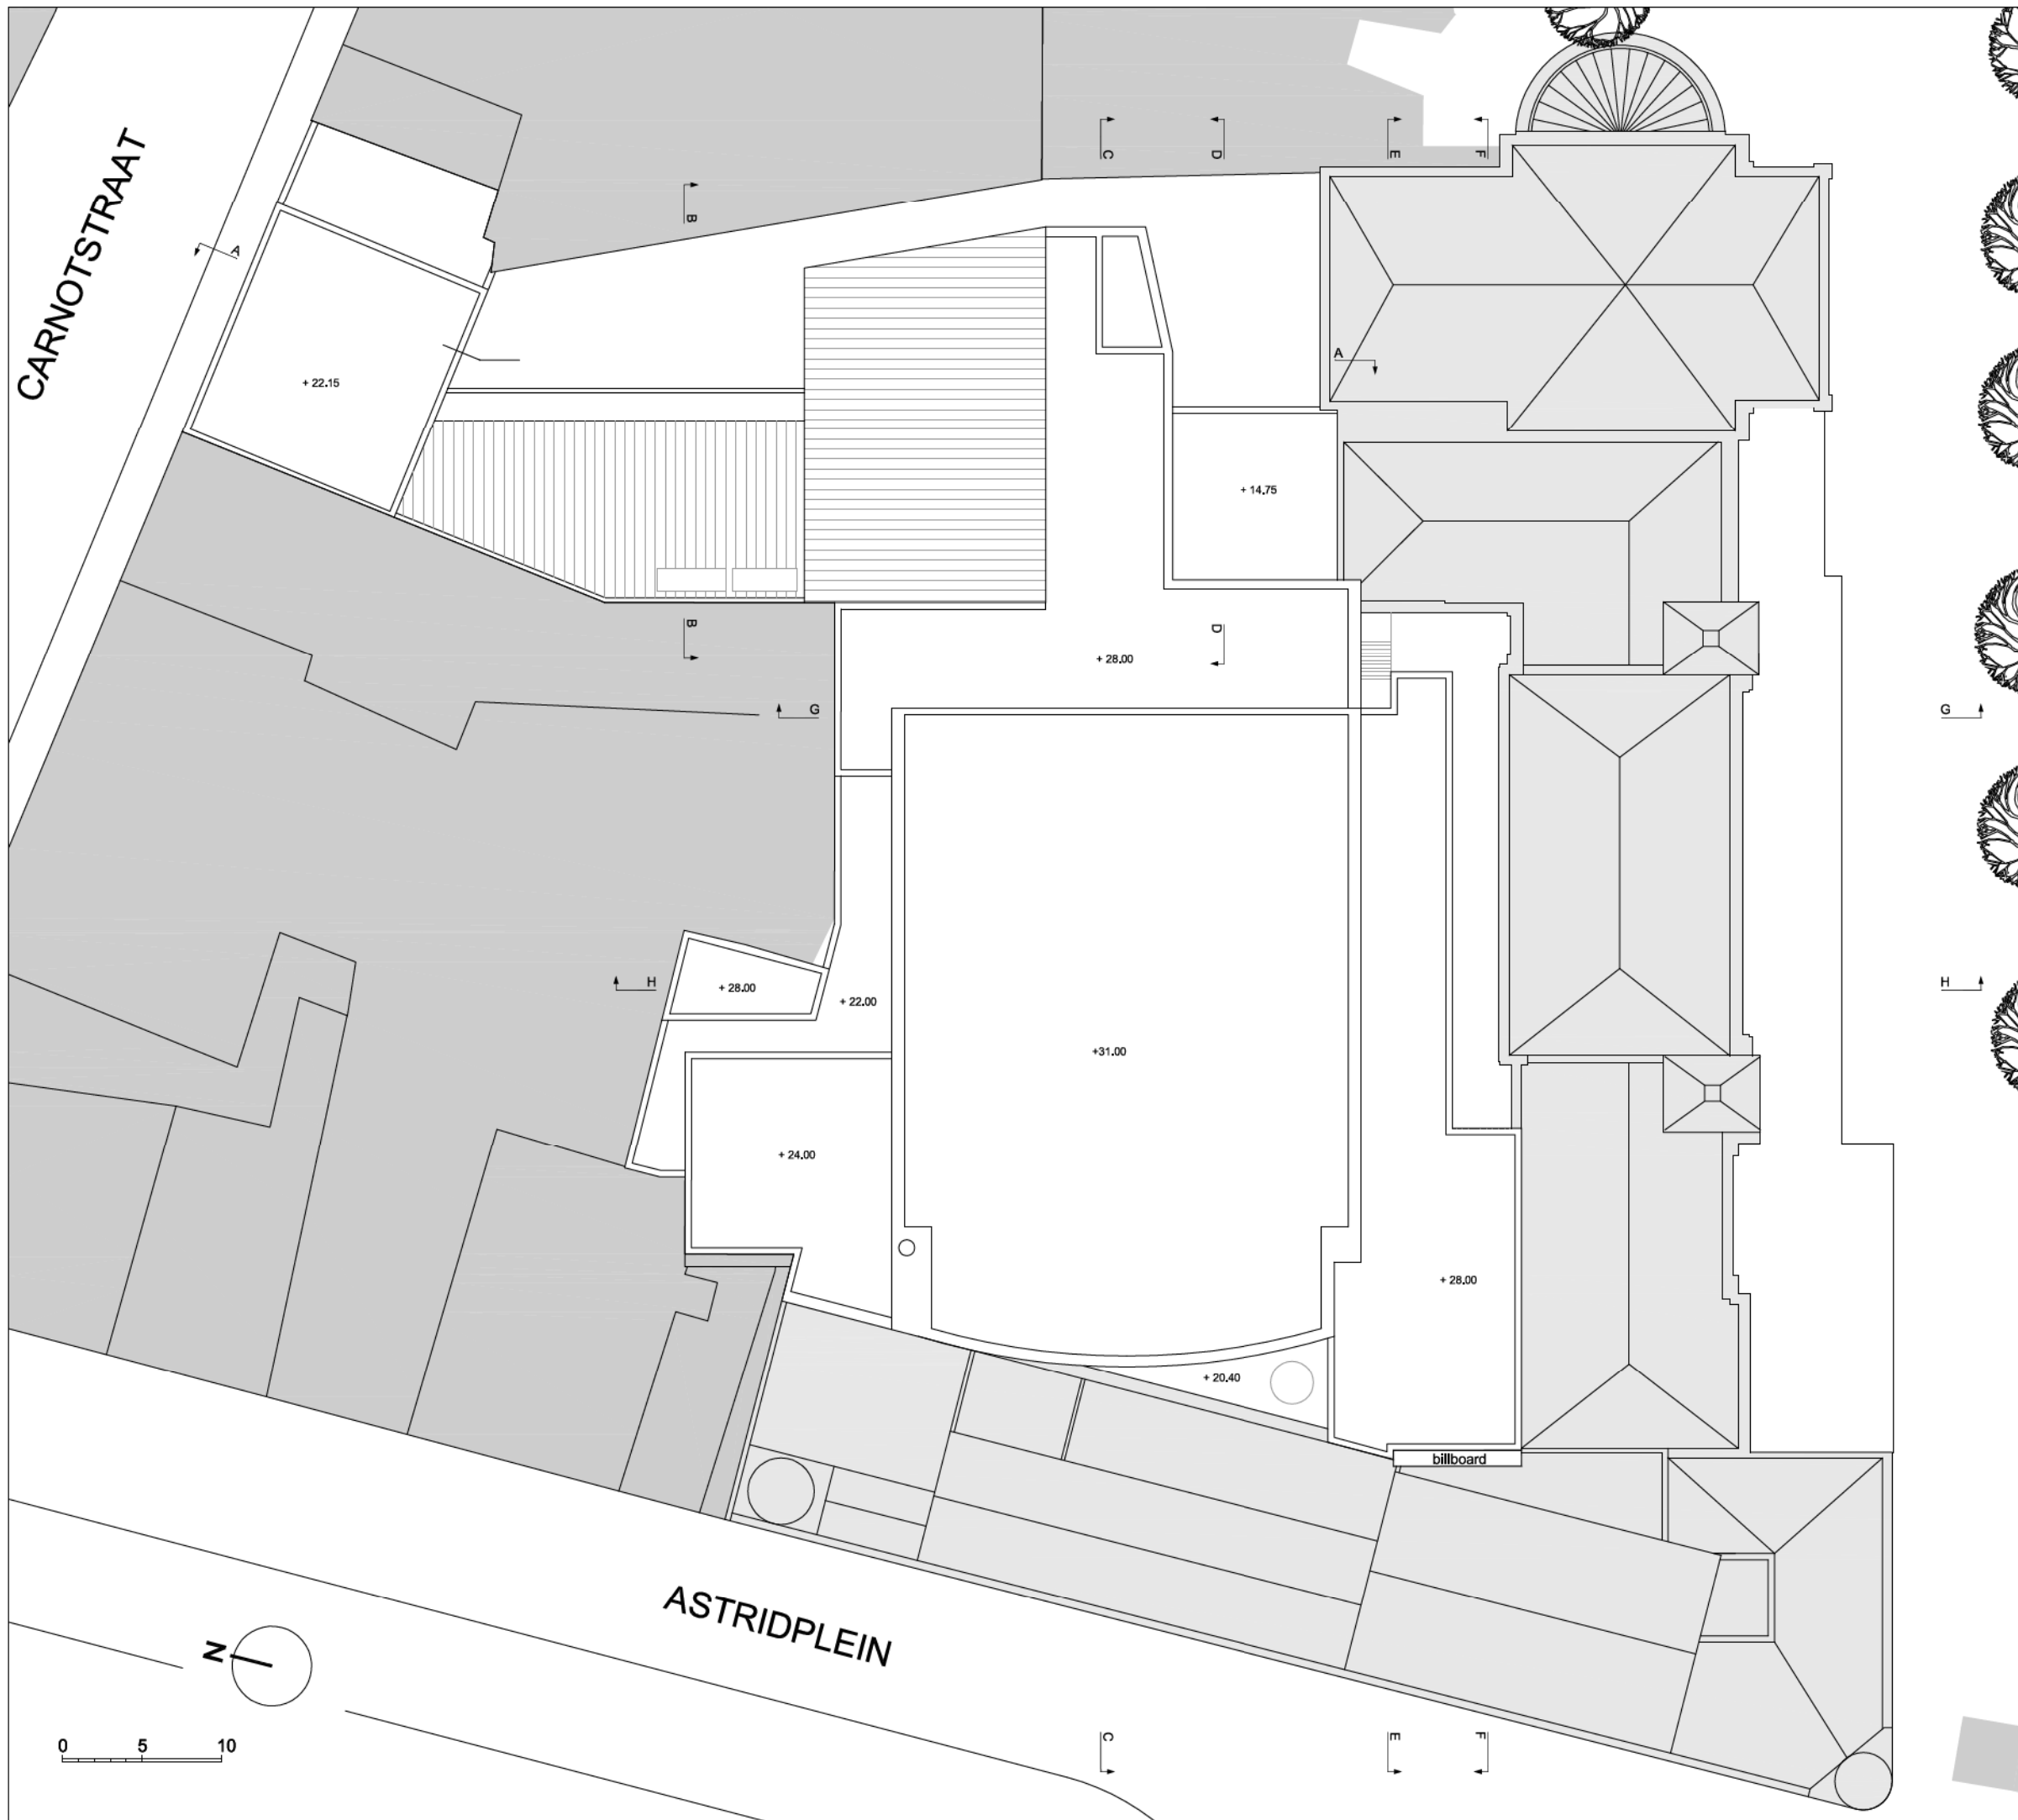 C
D
E
F
B
CARNOTSTRAAT
A
A
+ 22.15
+ 14.75
B
D
+ 28.00
G
G
H
+ 28.00
+ 22.00
H
+31.00
+ 24.00
+ 28.00
+ 20.40
billboard
ASTRIDPLEIN
N
C
E
F
0 5 10